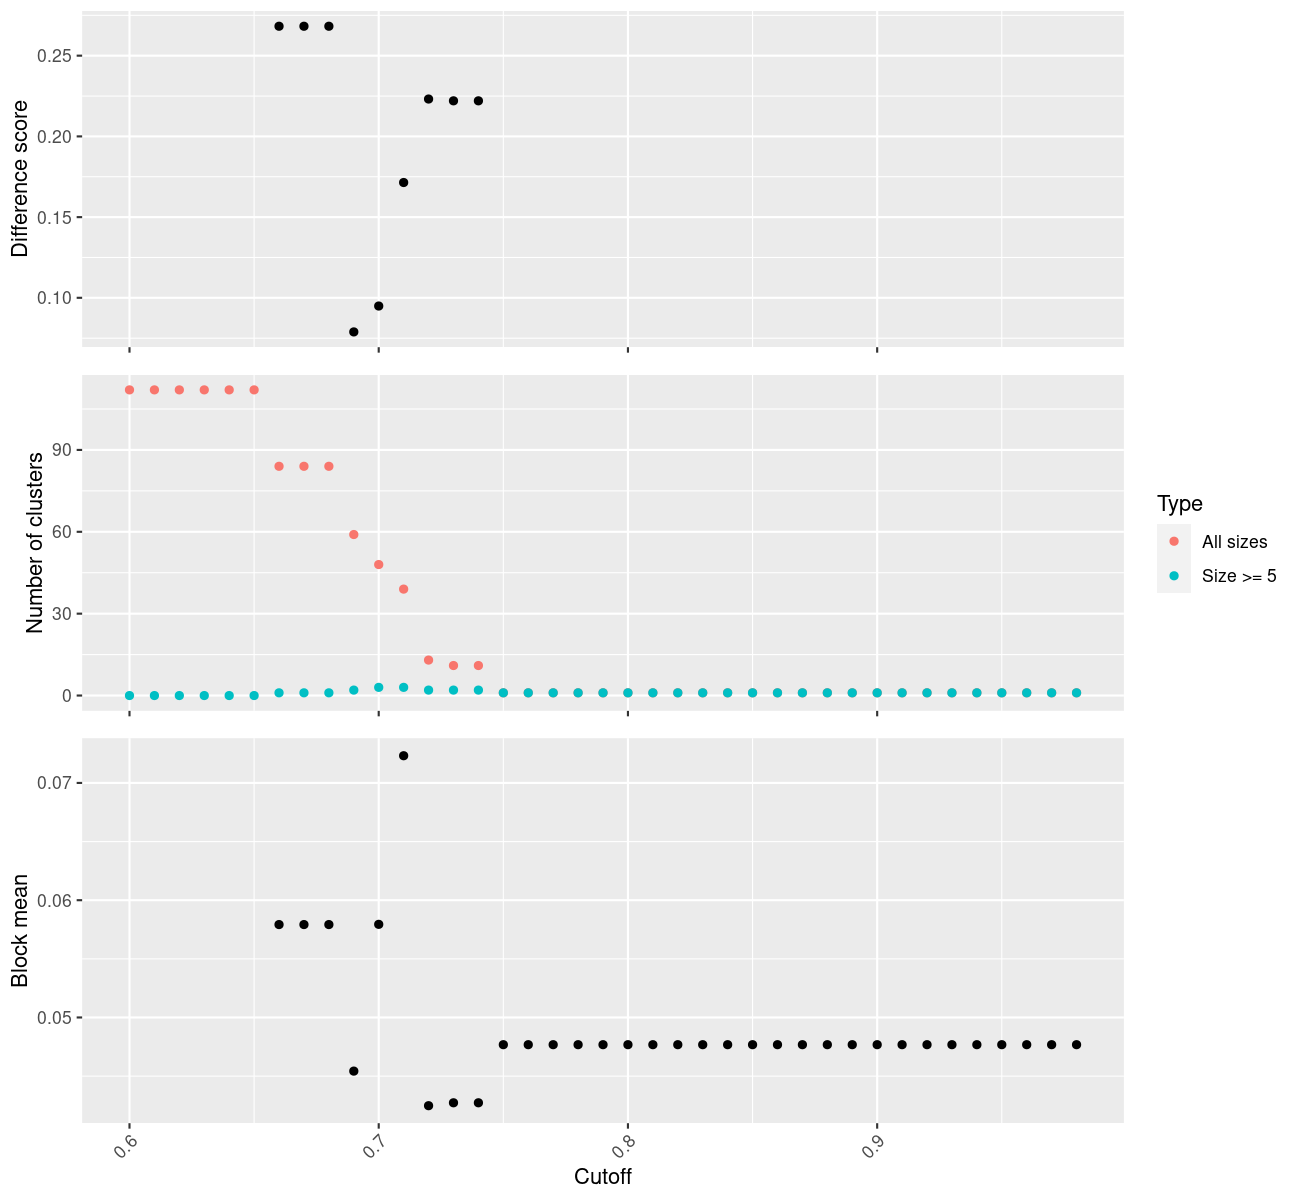 Difference score
0.25
0.20
0.15
0.10
Number of clusters
90
60
30
0
Type
All sizes
Size >= 5
Block mean
0.07
0.06
0.05
0.6
0.7
0.8
0.9
Cutoff